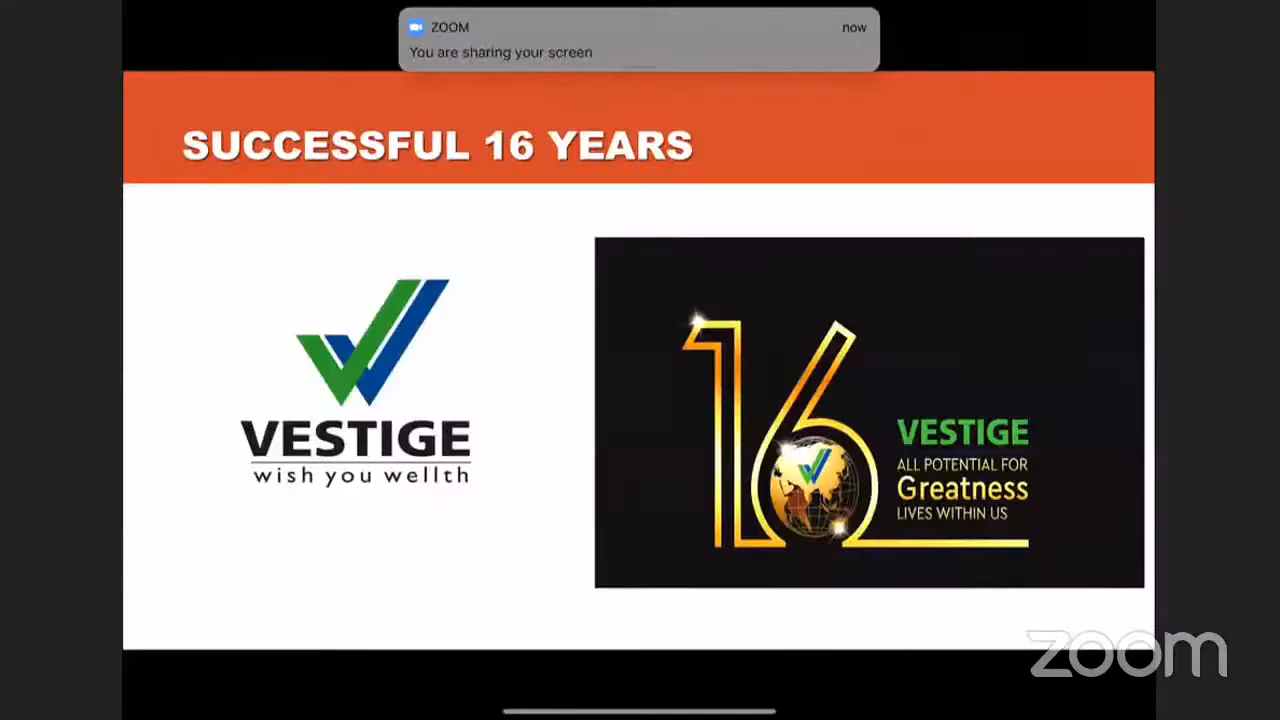 ZOOM
now
You are sharing your screen
SUCCESSFUL 16 YEARS
VESTIGE
wish you wellth
16
VESTIGE
ALL POTENTIAL FOR
Greatness
LIVES WITHIN US
zoom